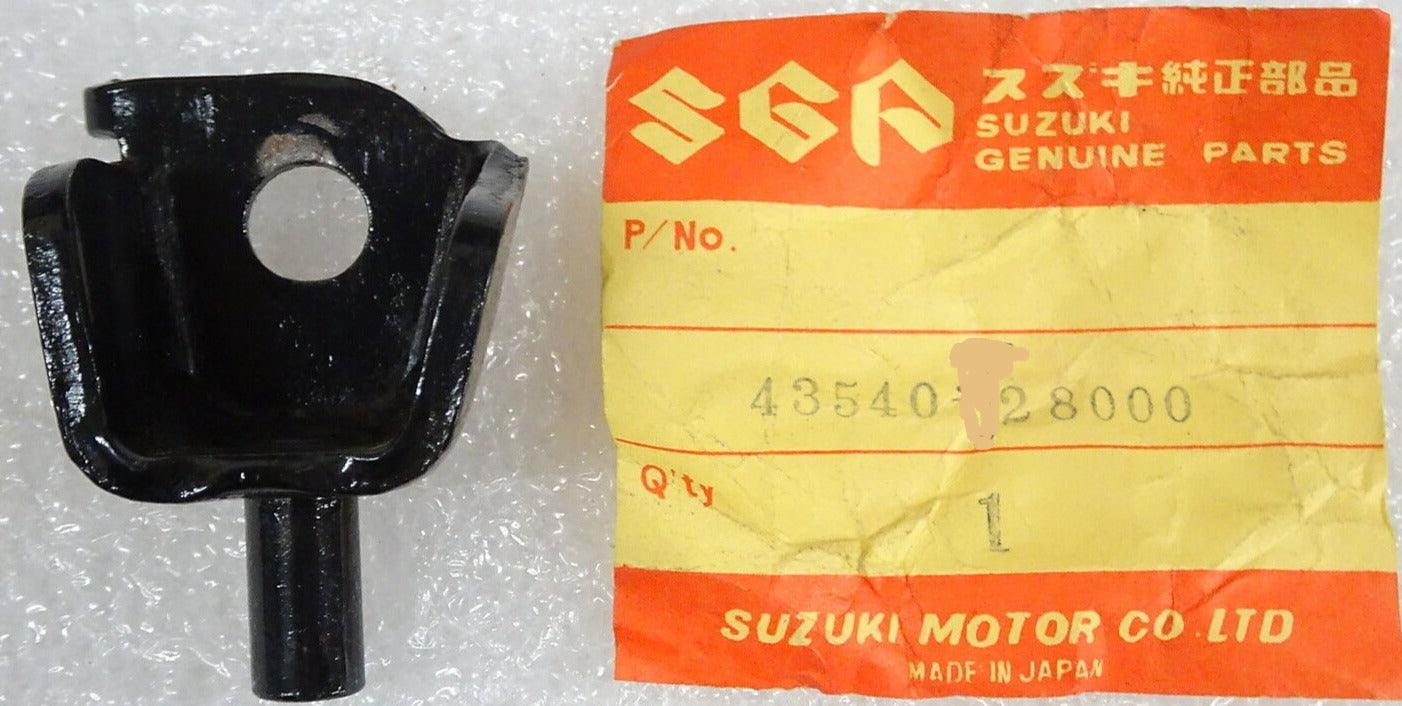 SGP
スズキ純正部品
SUZUKI
GENUINE PARTS
P/No.
43540-28000
Q'ty
1
SUZUKI MOTOR CO.LTD
MADE IN JAPAN